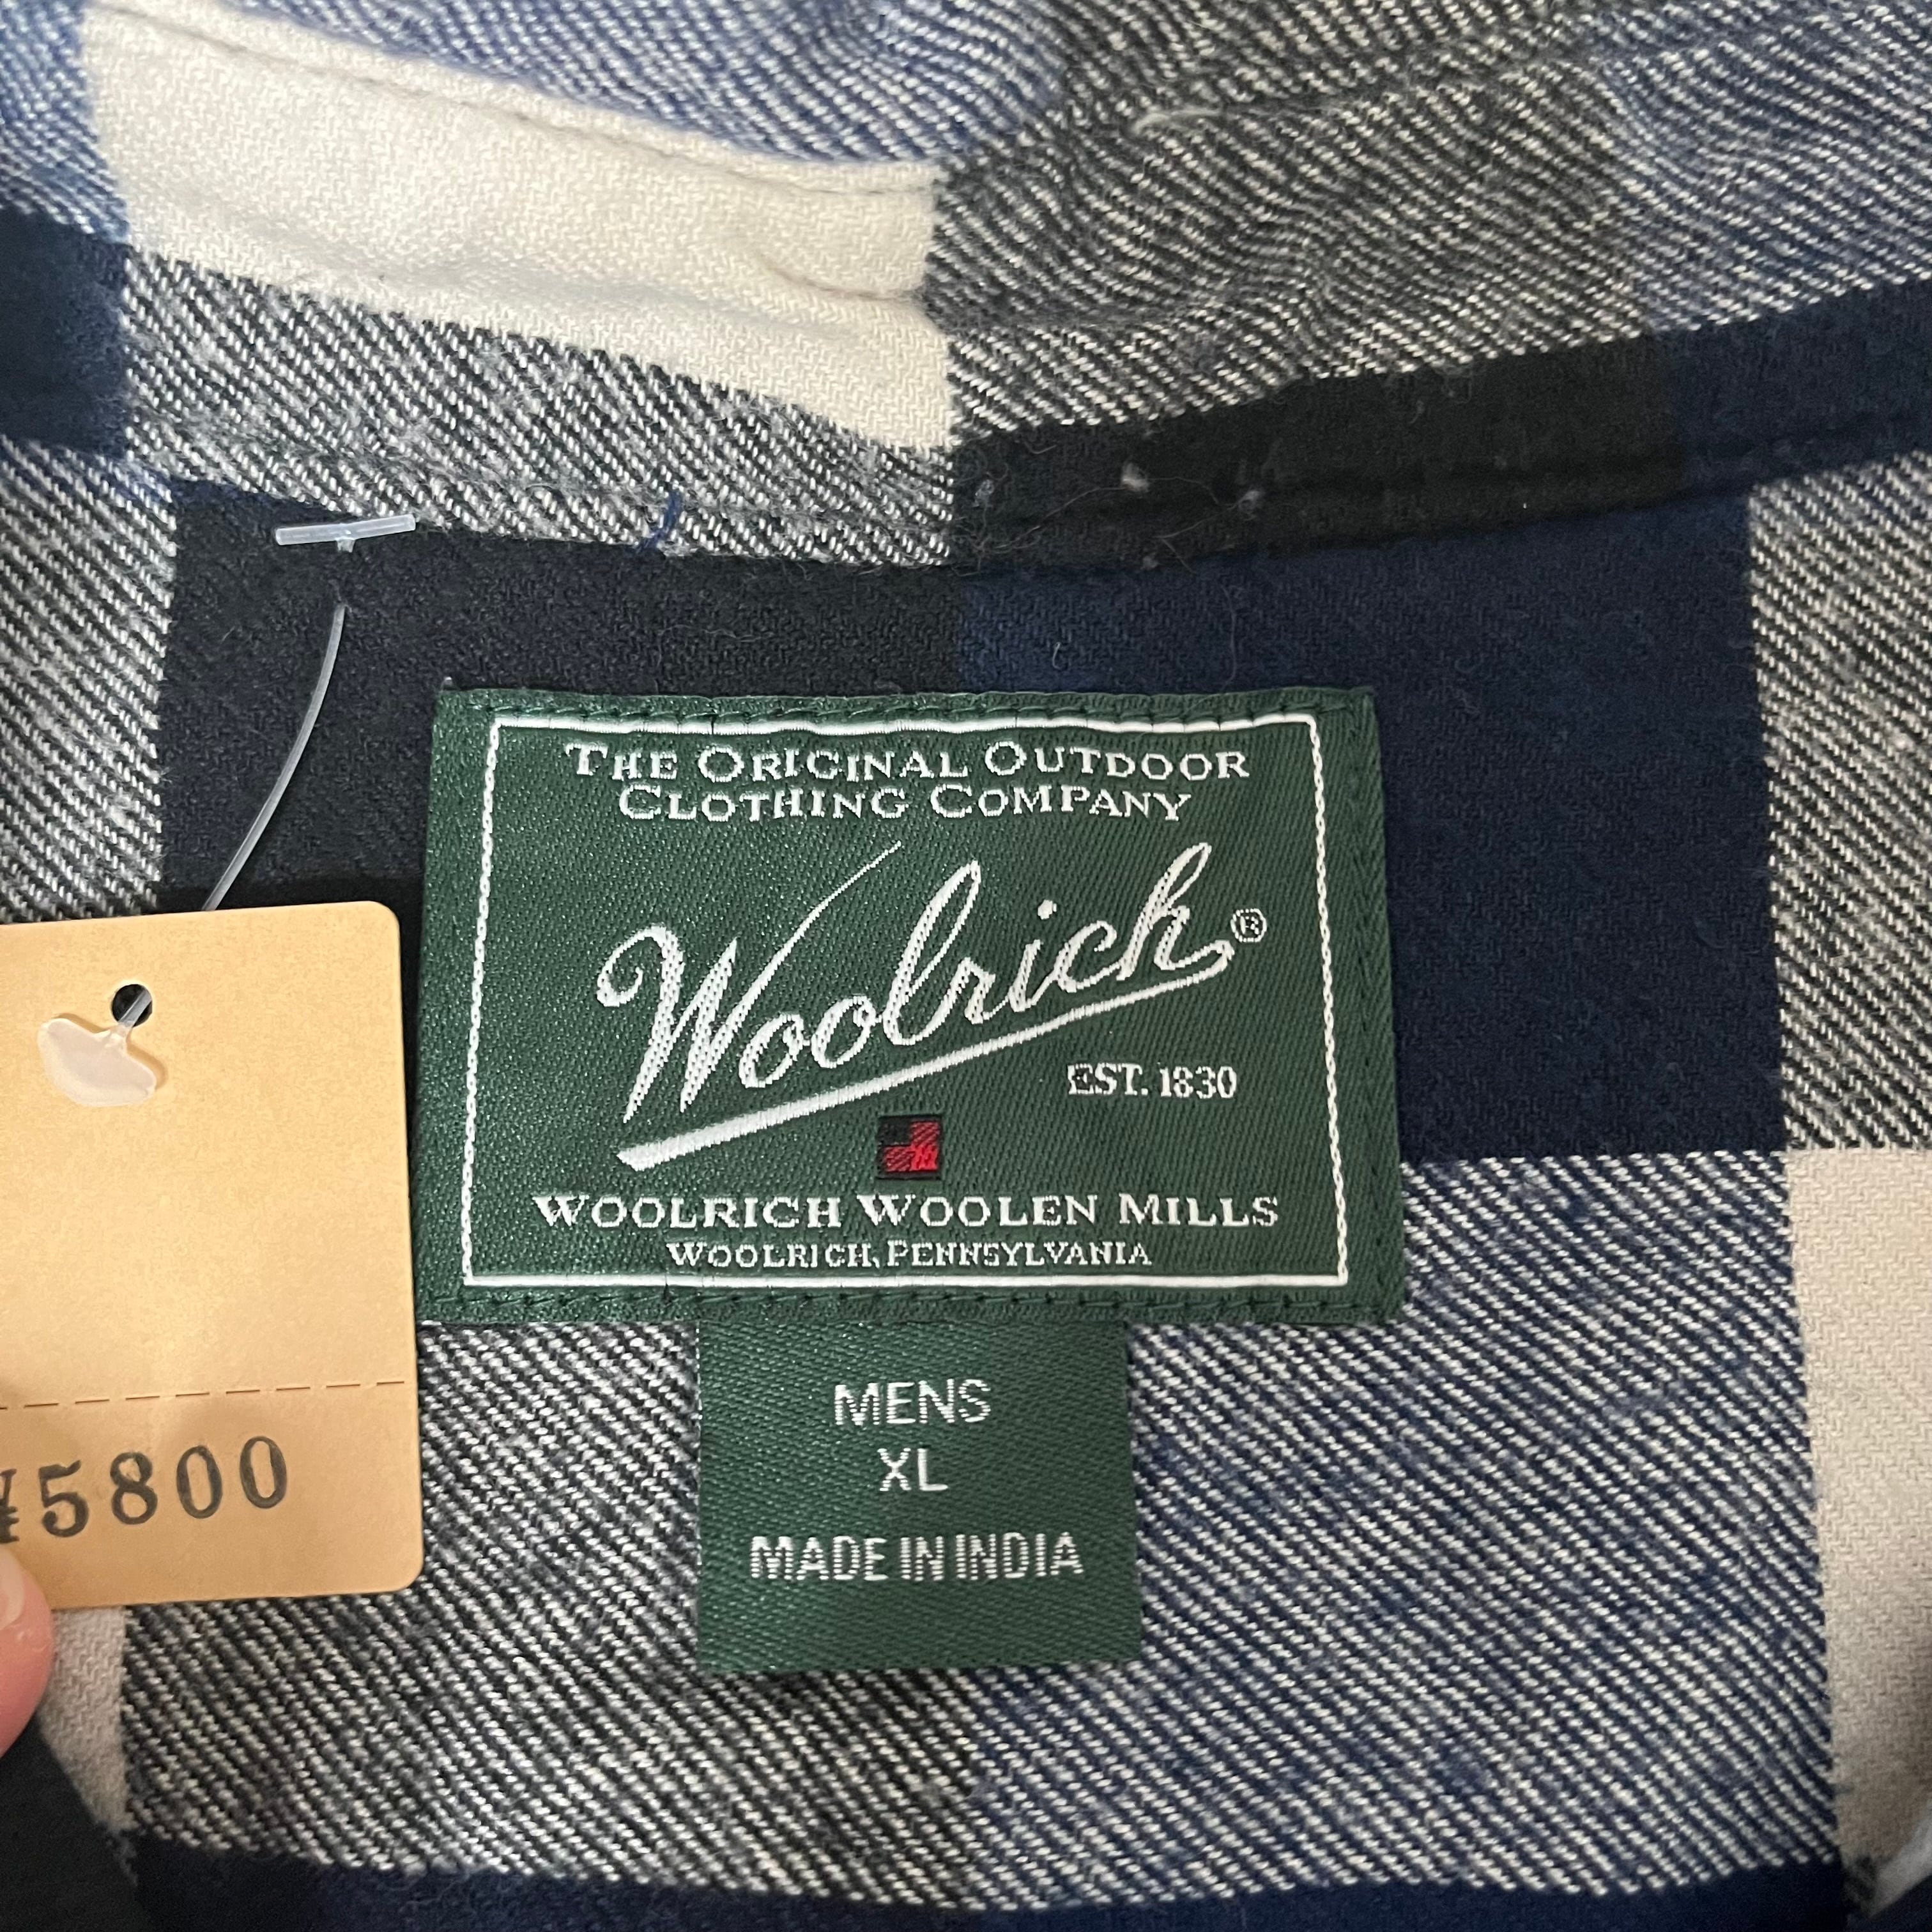 THE ORIGINAL OUTDOOR
CLOTHING COMPANY
Woolrich®
EST. 1830
WOOLRICH WOOLEN MILLS
WOOLRICH, PENNSYLVANIA
MENS
XL
MADE IN INDIA
¥5800